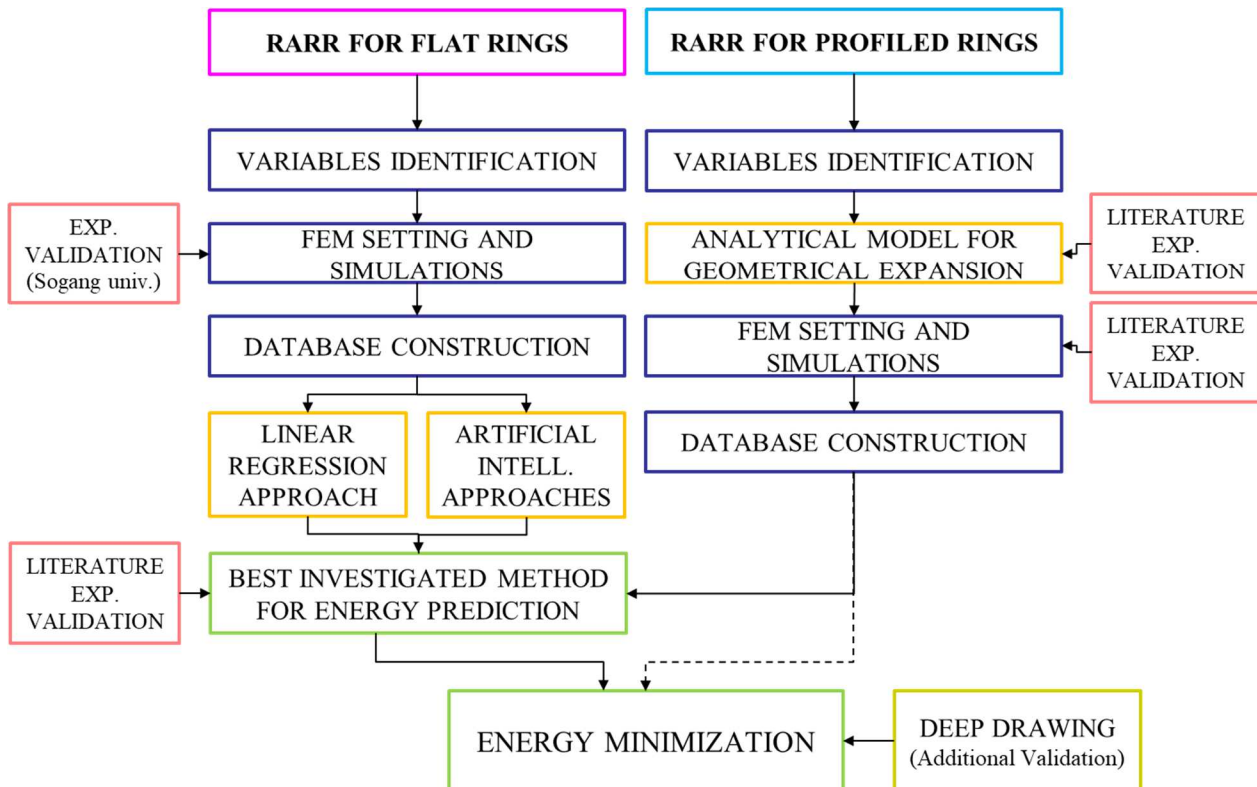 RARR FOR FLAT RINGS
RARR FOR PROFILED RINGS
VARIABLES IDENTIFICATION
VARIABLES IDENTIFICATION
EXP.
VALIDATION
(Sogang univ.)
FEM SETTING AND
SIMULATIONS
ANALYTICAL MODEL FOR
GEOMETRICAL EXPANSION
LITERATURE
EXP.
VALIDATION
DATABASE CONSTRUCTION
FEM SETTING AND
SIMULATIONS
LITERATURE
EXP.
VALIDATION
LINEAR
REGRESSION
APPROACH
ARTIFICIAL
INTELL.
APPROACHES
DATABASE CONSTRUCTION
LITERATURE
EXP.
VALIDATION
BEST INVESTIGATED METHOD
FOR ENERGY PREDICTION
ENERGY MINIMIZATION
DEEP DRAWING
(Additional Validation)